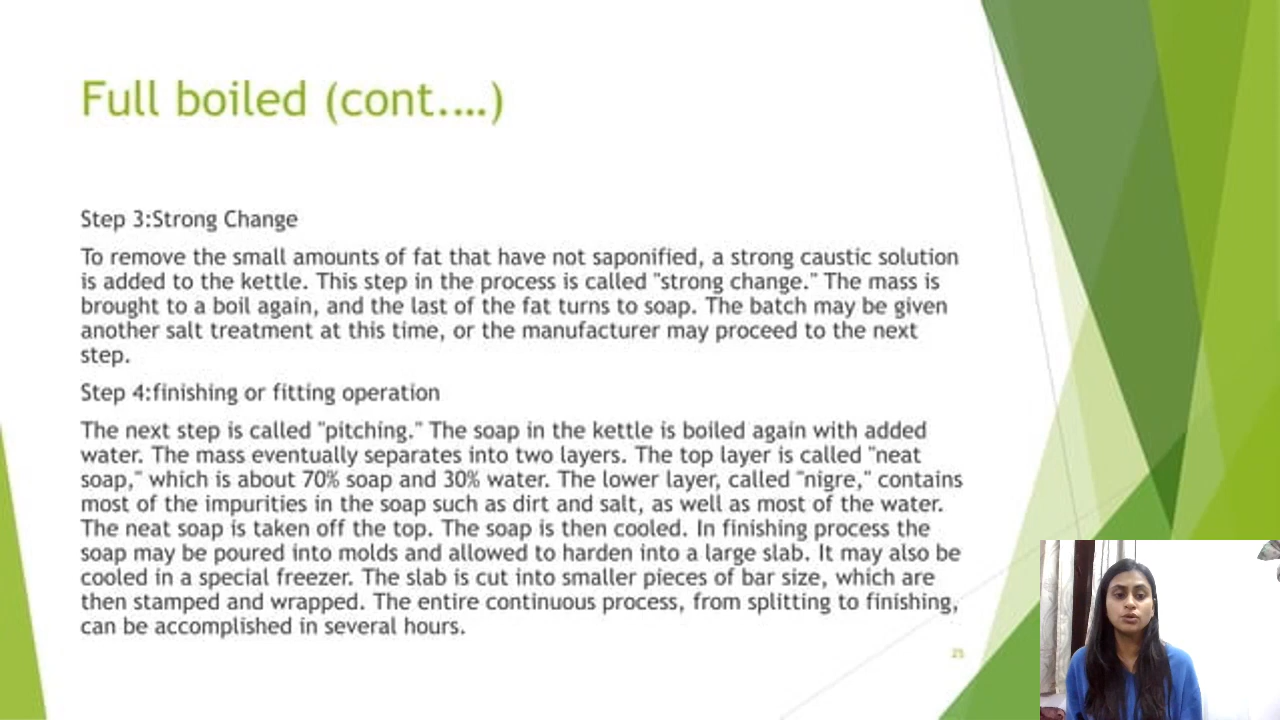 Full boiled (cont.…)
Step 3:Strong Change
To remove the small amounts of fat that have not saponified, a strong caustic solution
is added to the kettle. This step in the process is called "strong change." The mass is
brought to a boil again, and the last of the fat turns to soap. The batch may be given
another salt treatment at this time, or the manufacturer may proceed to the next
step.
Step 4:finishing or fitting operation
The next step is called "pitching." The soap in the kettle is boiled again with added
water. The mass eventually separates into two layers. The top layer is called "neat
soap," which is about 70% soap and 30% water. The lower layer, called "nigre," contains
most of the impurities in the soap such as dirt and salt, as well as most of the water.
The neat soap is taken off the top. The soap is then cooled. In finishing process the
soap may be poured into molds and allowed to harden into a large slab. It may also be
cooled in a special freezer. The slab is cut into smaller pieces of bar size, which are
then stamped and wrapped. The entire continuous process, from splitting to finishing,
can be accomplished in several hours.
25